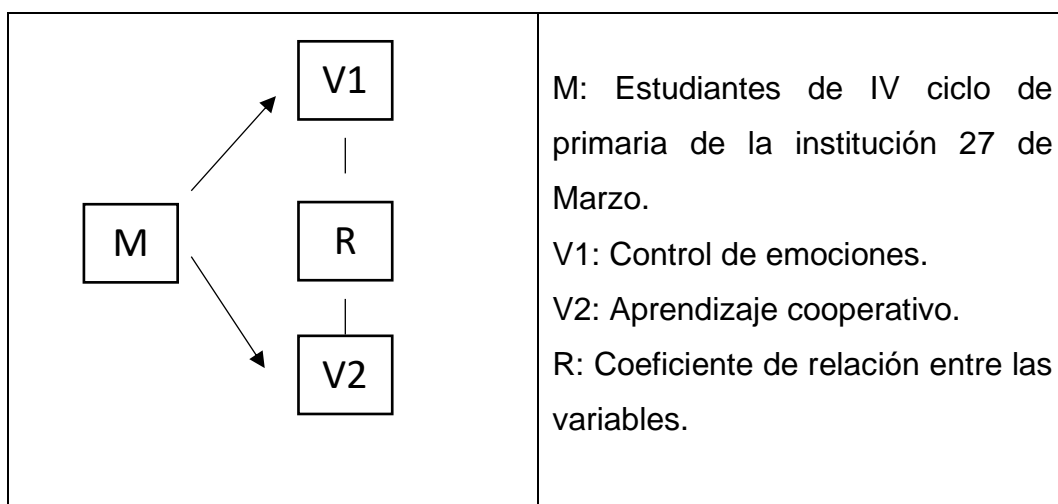 V1
M
R
V2
M: Estudiantes de IV ciclo de
primaria de la institución 27 de
Marzo.
V1: Control de emociones.
V2: Aprendizaje cooperativo.
R: Coeficiente de relación entre las
variables.